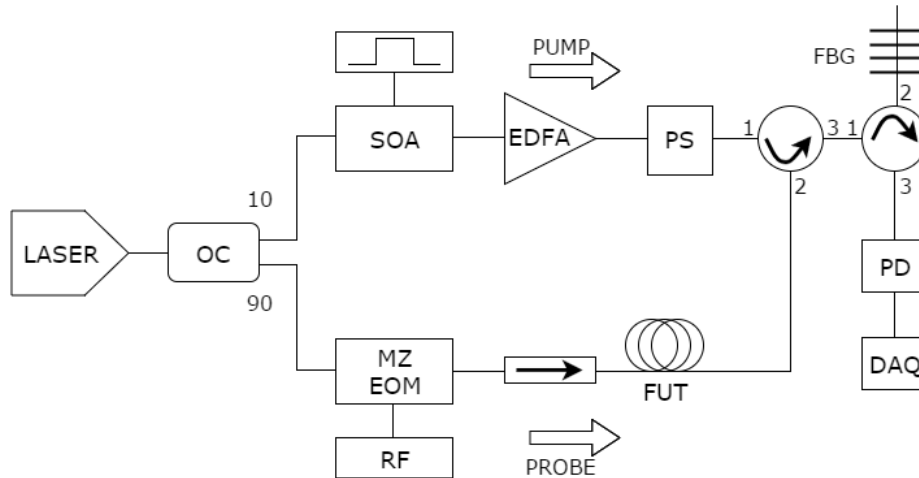 PUMP
FBG
2
SOA
EDFA
PS
1
3
1
2
3
10
LASER
OC
90
PD
MZ
EOM
FUT
DAQ
RF
PROBE